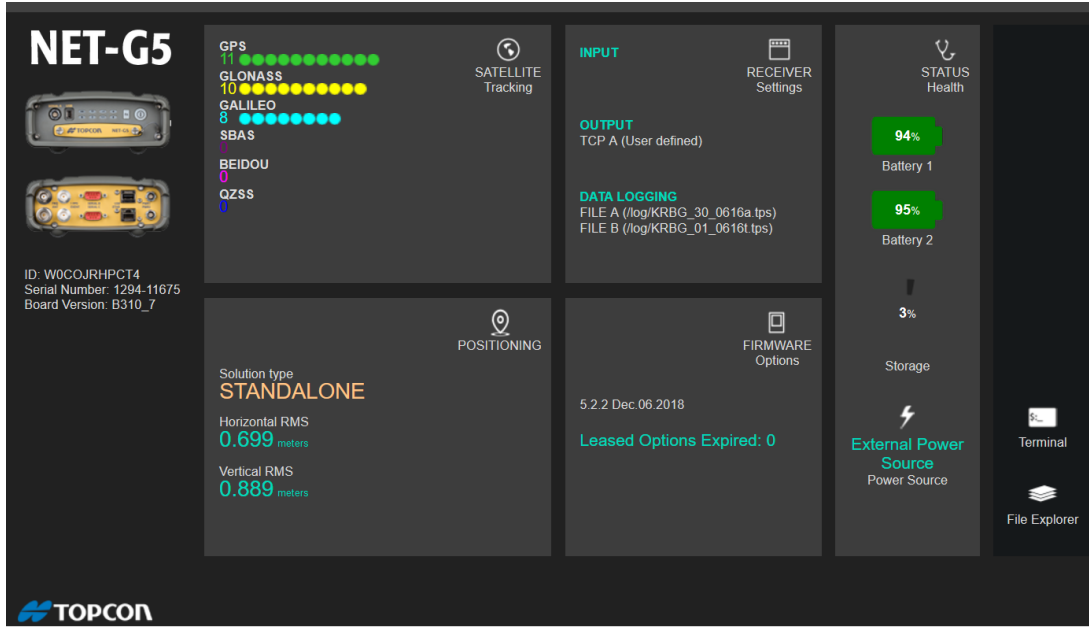 NET-G5
ID: W0COJRHPCT4
Serial Number: 1294-11675
Board Version: B310_7
GPS
11
GLONASS
10
GALILEO
8
SBAS
0
BEIDOU
0
QZSS
0
SATELLITE
Tracking
INPUT
RECEIVER
Settings
OUTPUT
TCP A (User defined)
DATA LOGGING
FILE A (/log/KRBG_30_0616a.tps)
FILE B (/log/KRBG_01_0616t.tps)
STATUS
Health
94%
Battery 1
95%
Battery 2
3%
Storage
External Power
Source
Power Source
POSITIONING
Solution type
STANDALONE
Horizontal RMS
0.699 meters
Vertical RMS
0.889 meters
FIRMWARE
Options
5.2.2 Dec.06.2018
Leased Options Expired: 0
$:_
Terminal
File Explorer
TOPCON